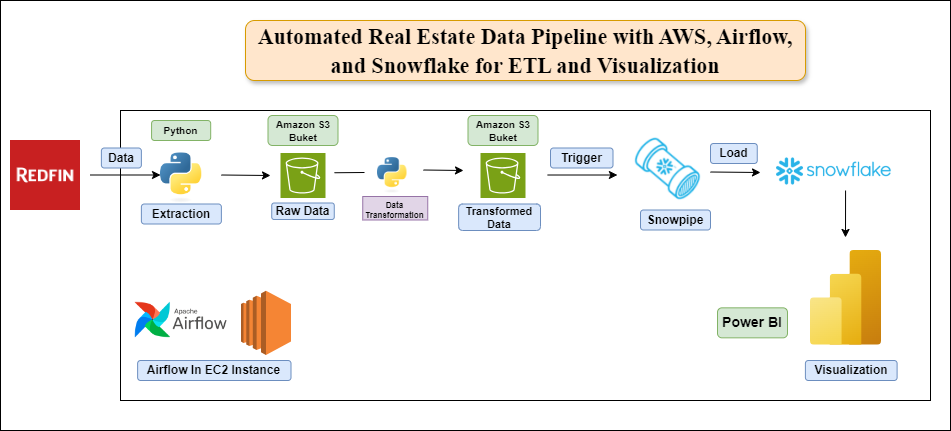 Automated Real Estate Data Pipeline with AWS, Airflow,
and Snowflake for ETL and Visualization
REDFIN
Data
Python
Extraction
Amazon S3
Buket
Raw Data
Data
Transformation
Amazon S3
Buket
Transformed
Data
Trigger
Snowpipe
Load
snowflake
Apache
Airflow
Airflow In EC2 Instance
Power BI
Visualization